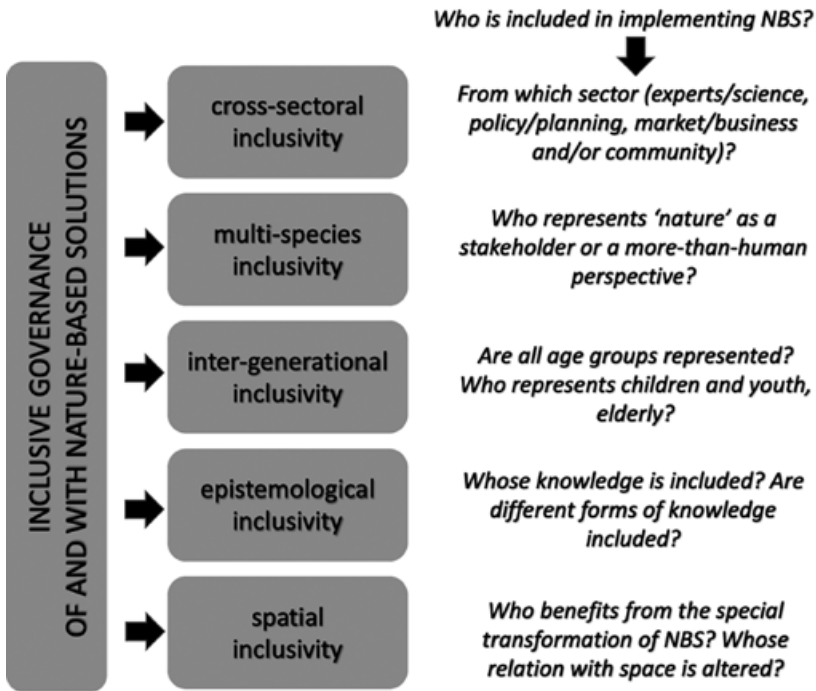 Who is included in implementing NBS?
INCLUSIVE GOVERNANCE
OF AND WITH NATURE-BASED SOLUTIONS
cross-sectoral
inclusivity
From which sector (experts/science,
policy/planning, market/business
and/or community)?
multi-species
inclusivity
Who represents ‘nature’ as a
stakeholder or a more-than-human
perspective?
inter-generational
inclusivity
Are all age groups represented?
Who represents children and youth,
elderly?
epistemological
inclusivity
Whose knowledge is included? Are
different forms of knowledge
included?
spatial
inclusivity
Who benefits from the special
transformation of NBS? Whose
relation with space is altered?